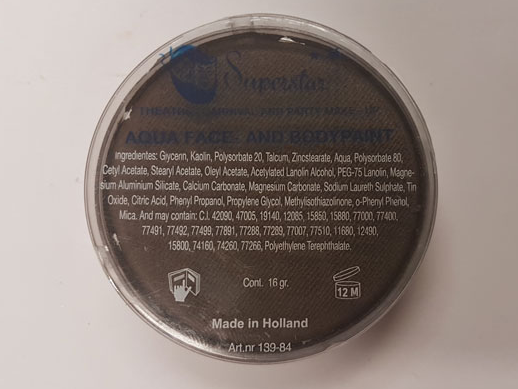 Superstar
THEATRE, CARNIVAL AND PARTY MAKE-UP
AQUA FACE- AND BODYPAINT
Ingredientes: Glycerin, Kaolin, Polysorbate 20, Talcum, Zincstearate, Aqua, Polysorbate 80,
Cetyl Acetate, Stearyl Acetate, Oleyl Acetate, Acetylated Lanolin Alcohol, PEG-75 Lanolin, Magne-
sium Aluminium Silicate, Calcium Carbonate, Magnesium Carbonate, Sodium Laureth Sulphate, Tin
Oxide, Citric Acid, Phenyl Propanol, Propylene Glycol, Methylisothiazolinone, o-Phenyl Phenol,
Mica. And may contain: C.I. 42090, 47005, 19140, 12085, 15850, 15880, 77000, 77400,
77491, 77492, 77499, 77891, 77288, 77289, 77007, 77510, 11680, 12490,
15800, 74160, 74260, 77266, Polyethylene Terephthalate.
Cont. 16 gr.
12 M
Made in Holland
Art.nr 139-84